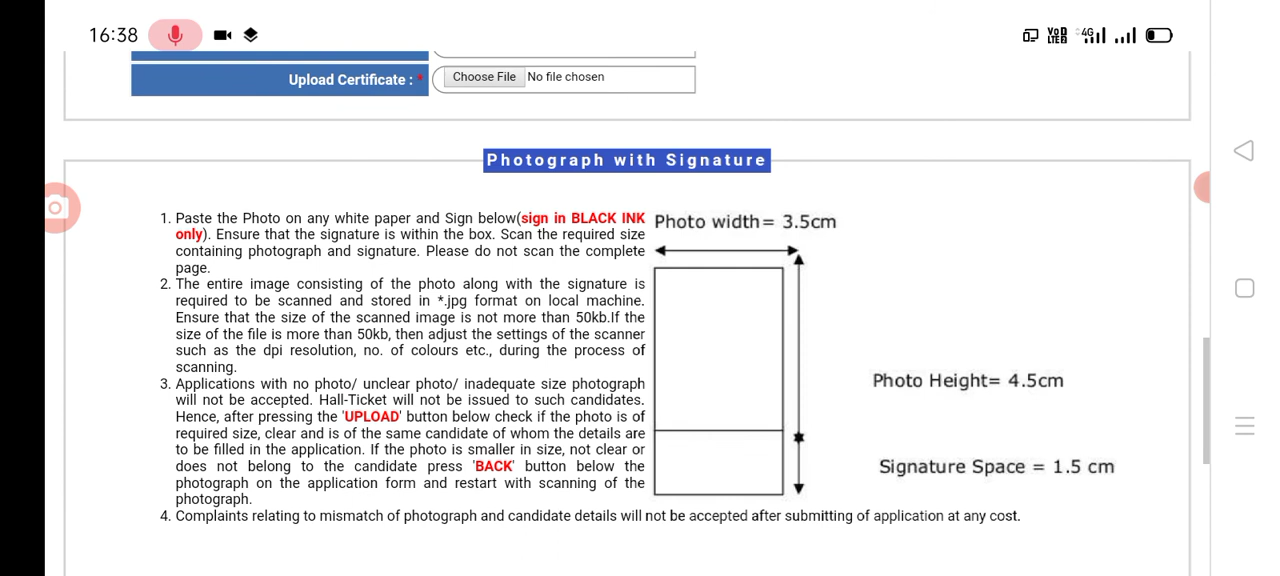 16:38
VoD LTEB 4G
Upload Certificate : * Choose File No file chosen
Photograph with Signature
1. Paste the Photo on any white paper and Sign below(sign in BLACK INK
only). Ensure that the signature is within the box. Scan the required size
containing photograph and signature. Please do not scan the complete
page.
2. The entire image consisting of the photo along with the signature is
required to be scanned and stored in *.jpg format on local machine.
Ensure that the size of the scanned image is not more than 50kb.If the
size of the file is more than 50kb, then adjust the settings of the scanner
such as the dpi resolution, no. of colours etc., during the process of
scanning.
3. Applications with no photo/ unclear photo/ inadequate size photograph
will not be accepted. Hall-Ticket will not be issued to such candidates.
Hence, after pressing the 'UPLOAD' button below check if the photo is of
required size, clear and is of the same candidate of whom the details are
to be filled in the application. If the photo is smaller in size, not clear or
does not belong to the candidate press 'BACK' button below the
photograph on the application form and restart with scanning of the
photograph.
4. Complaints relating to mismatch of photograph and candidate details will not be accepted after submitting of application at any cost.
Photo width= 3.5cm
Photo Height= 4.5cm
Signature Space = 1.5 cm